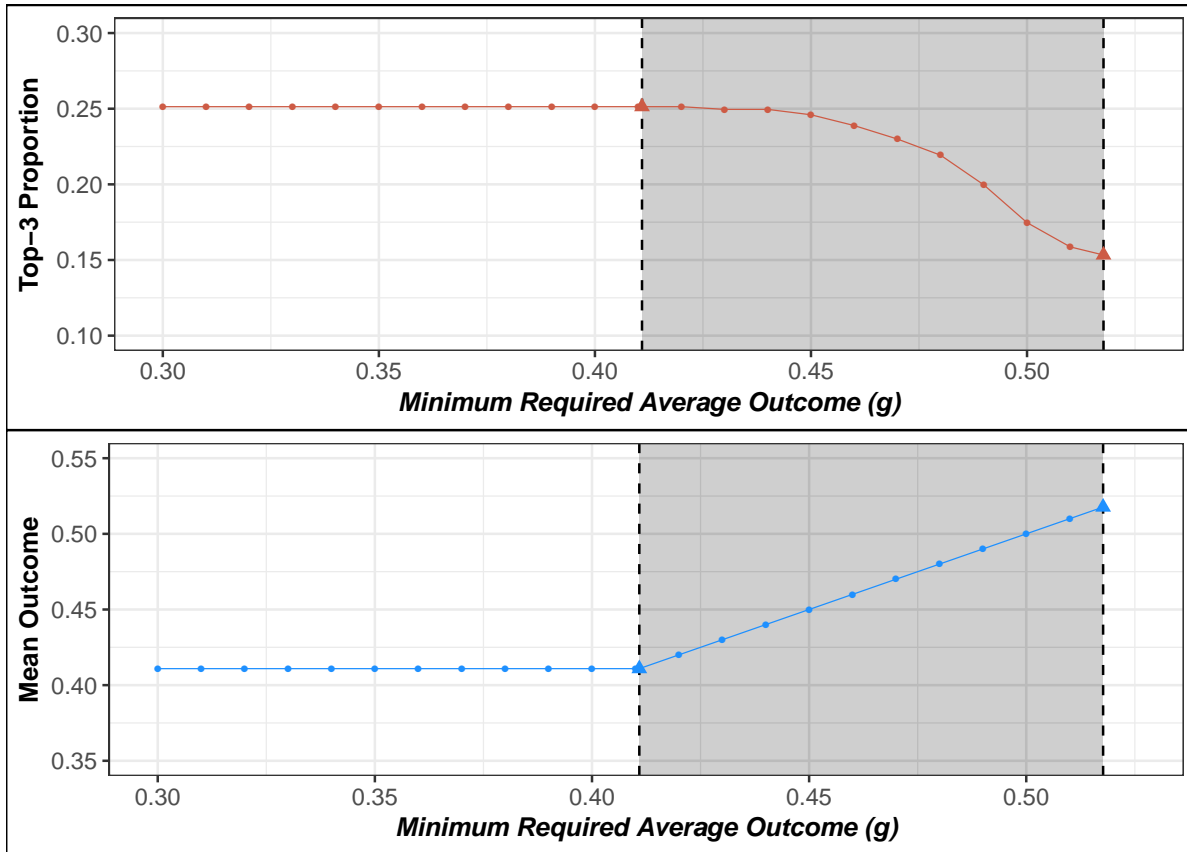 Top−3 Proportion
0.30
0.25
0.20
0.15
0.10
0.30 0.35 0.40 0.45 0.50
Minimum Required Average Outcome (g)
Mean Outcome
0.55
0.50
0.45
0.40
0.35
0.30 0.35 0.40 0.45 0.50
Minimum Required Average Outcome (g)